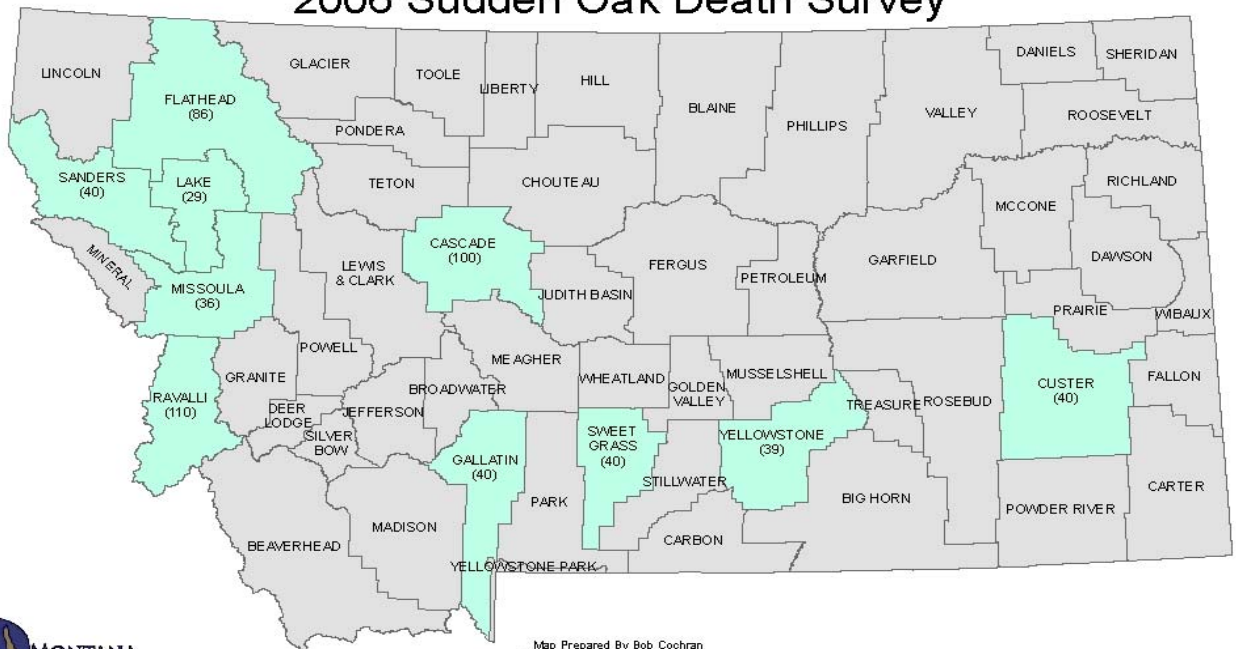 2006 Sudden Oak Death Survey
LINCOLN
FLATHEAD
(86)
GLACIER
TOOLE
LIBERTY
HILL
BLAINE
PHILLIPS
VALLEY
DANIELS
SHERIDAN
ROOSEVELT
PONDERA
SANDERS
(40)
LAKE
(29)
TETON
CHOUTEAU
RICHLAND
MCCONE
MINERAL
MISSOULA
(36)
LEWIS
& CLARK
CASCADE
(100)
JUDITH BASIN
FERGUS
PETROLEUM
GARFIELD
DAWSON
PRAIRIE
WIBAUX
RAVALLI
(110)
GRANITE
POWELL
DEER
LODGE
SILVER
BOW
JEFFERSON
BROADWATER
MEAGHER
WHEATLAND
GOLDEN
VALLEY
MUSSELSHELL
TREASURE
ROSEBUD
CUSTER
(40)
FALLON
GALLATIN
(40)
SWEET
GRASS
(40)
YELLOWSTONE
(39)
STILLWATER
PARK
BEAVERHEAD
MADISON
CARBON
BIG HORN
POWDER RIVER
CARTER
YELLOWSTONE PARK
MONTANA
Map Prepared By Bob Cochran